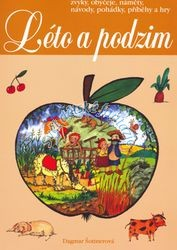 zvyky, obyčeje, náměty,
návody, pohádky, příběhy a hry
Léto a podzim
Dagmar Šottnerová